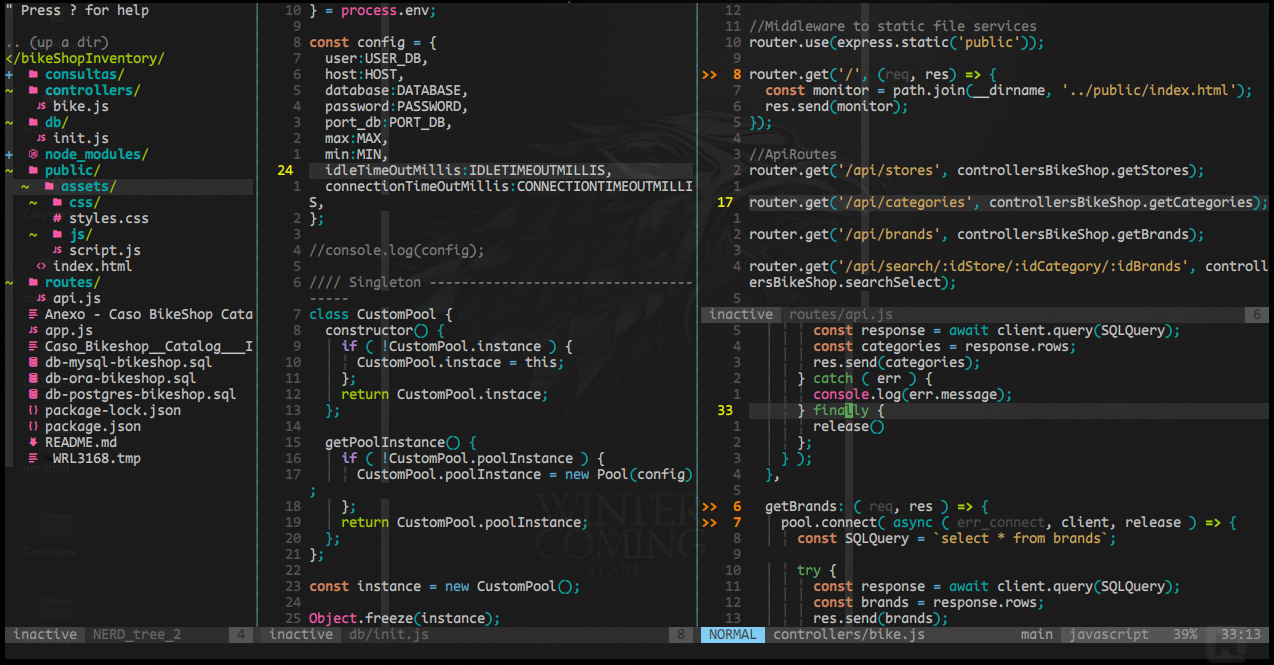 " Press ? for help
.. (up a dir)
</bikeShopInventory/
+ consultas/
~ controllers/
JS bike.js
~ db/
JS init.js
+ node_modules/
~ public/
~ assets/
~ css/
# styles.css
~ js/
JS script.js
<> index.html
~ routes/
JS api.js
Anexo - Caso BikeShop Cata
JS app.js
Caso_Bikeshop__Catalog___I
db-mysql-bikeshop.sql
db-ora-bikeshop.sql
db-postgres-bikeshop.sql
{} package-lock.json
{} package.json
README.md
WRL3168.tmp
inactive NERD_tree_2 4
10 } = process.env;
9
8 const config = {
7 user:USER_DB,
6 host:HOST,
5 database:DATABASE,
4 password:PASSWORD,
3 port_db:PORT_DB,
2 max:MAX,
1 min:MIN,
24 idleTimeOutMillis:IDLETIMEOUTMILLIS,
1 connectionTimeOutMillis:CONNECTIONTIMEOUTMILLI
S,
2 };
3
4 //console.log(config);
5
6 //// Singleton ---------------------------------
-----
7 class CustomPool {
8 constructor() {
9 if ( !CustomPool.instance ) {
10 CustomPool.instace = this;
11 };
12 return CustomPool.instace;
13 };
14
15 getPoolInstance() {
16 if ( !CustomPool.poolInstance ) {
17 CustomPool.poolInstance = new Pool(config)
;
18 };
19 return CustomPool.poolInstance;
20 };
21 };
22
23 const instance = new CustomPool();
24
25 Object.freeze(instance);
inactive db/init.js 8
12
11 //Middleware to static file services
10 router.use(express.static('public'));
9
>> 8 router.get('/', (req, res) => {
7 const monitor = path.join(__dirname, '../public/index.html');
6 res.send(monitor);
5 });
4
3 //ApiRoutes
2 router.get('/api/stores', controllersBikeShop.getStores);
1
17 router.get('/api/categories', controllersBikeShop.getCategories);
1
2 router.get('/api/brands', controllersBikeShop.getBrands);
3
4 router.get('/api/search/:idStore/:idCategory/:idBrands', controll
ersBikeShop.searchSelect);
5
inactive routes/api.js 6
5 const response = await client.query(SQLQuery);
4 const categories = response.rows;
3 res.send(categories);
2 } catch ( err ) {
1 console.log(err.message);
33 } finally {
1 release()
2 };
3 } );
4 },
5
>> 6 getBrands: ( req, res ) => {
>> 7 pool.connect( async ( err_connect, client, release ) => {
8 const SQLQuery = `select * from brands`;
9
10 try {
11 const response = await client.query(SQLQuery);
12 const brands = response.rows;
13 res.send(brands);
NORMAL controllers/bike.js main javascript 39% 33:13
WINTER
COMING
STARK
CodeNew...